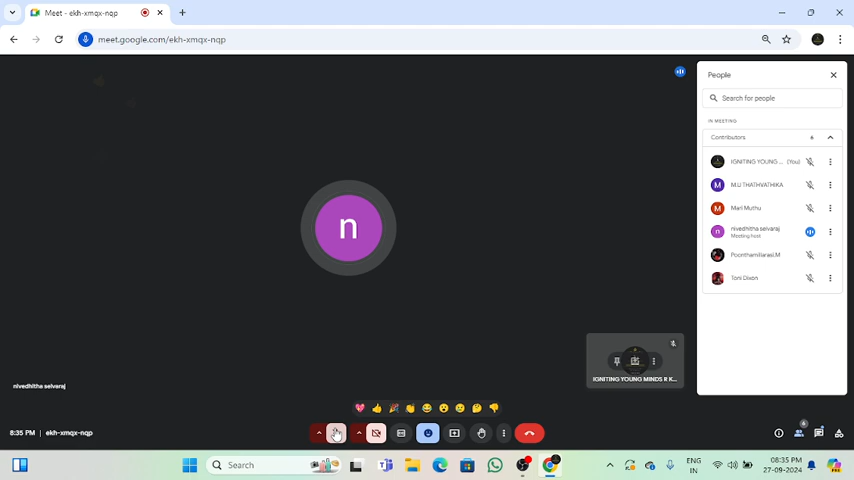 Meet - ekh-xmqx-nqp
meet.google.com/ekh-xmqx-nqp
People
Search for people
IN MEETING
Contributors
6
IGNITING YOUNG ... (You)
M.U THATHVATHIKA
Mari Muthu
nivedhitha selvaraj
Meeting host
Poonthamilarasi.M
Toni Dixon
n
IGNITING YOUNG MINDS R K...
nivedhitha selvaraj
8:35 PM | ekh-xmqx-nqp
6
Search
ENG
IN
08:35 PM
27-09-2024